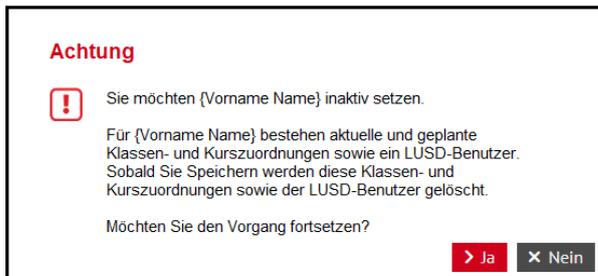 Achtung
Sie möchten {Vorname Name} inaktiv setzen.
Für {Vorname Name} bestehen aktuelle und geplante
Klassen- und Kurszuordnungen sowie ein LUSD-Benutzer.
Sobald Sie Speichern werden diese Klassen- und
Kurszuordnungen sowie der LUSD-Benutzer gelöscht.
Möchten Sie den Vorgang fortsetzen?
Ja Nein